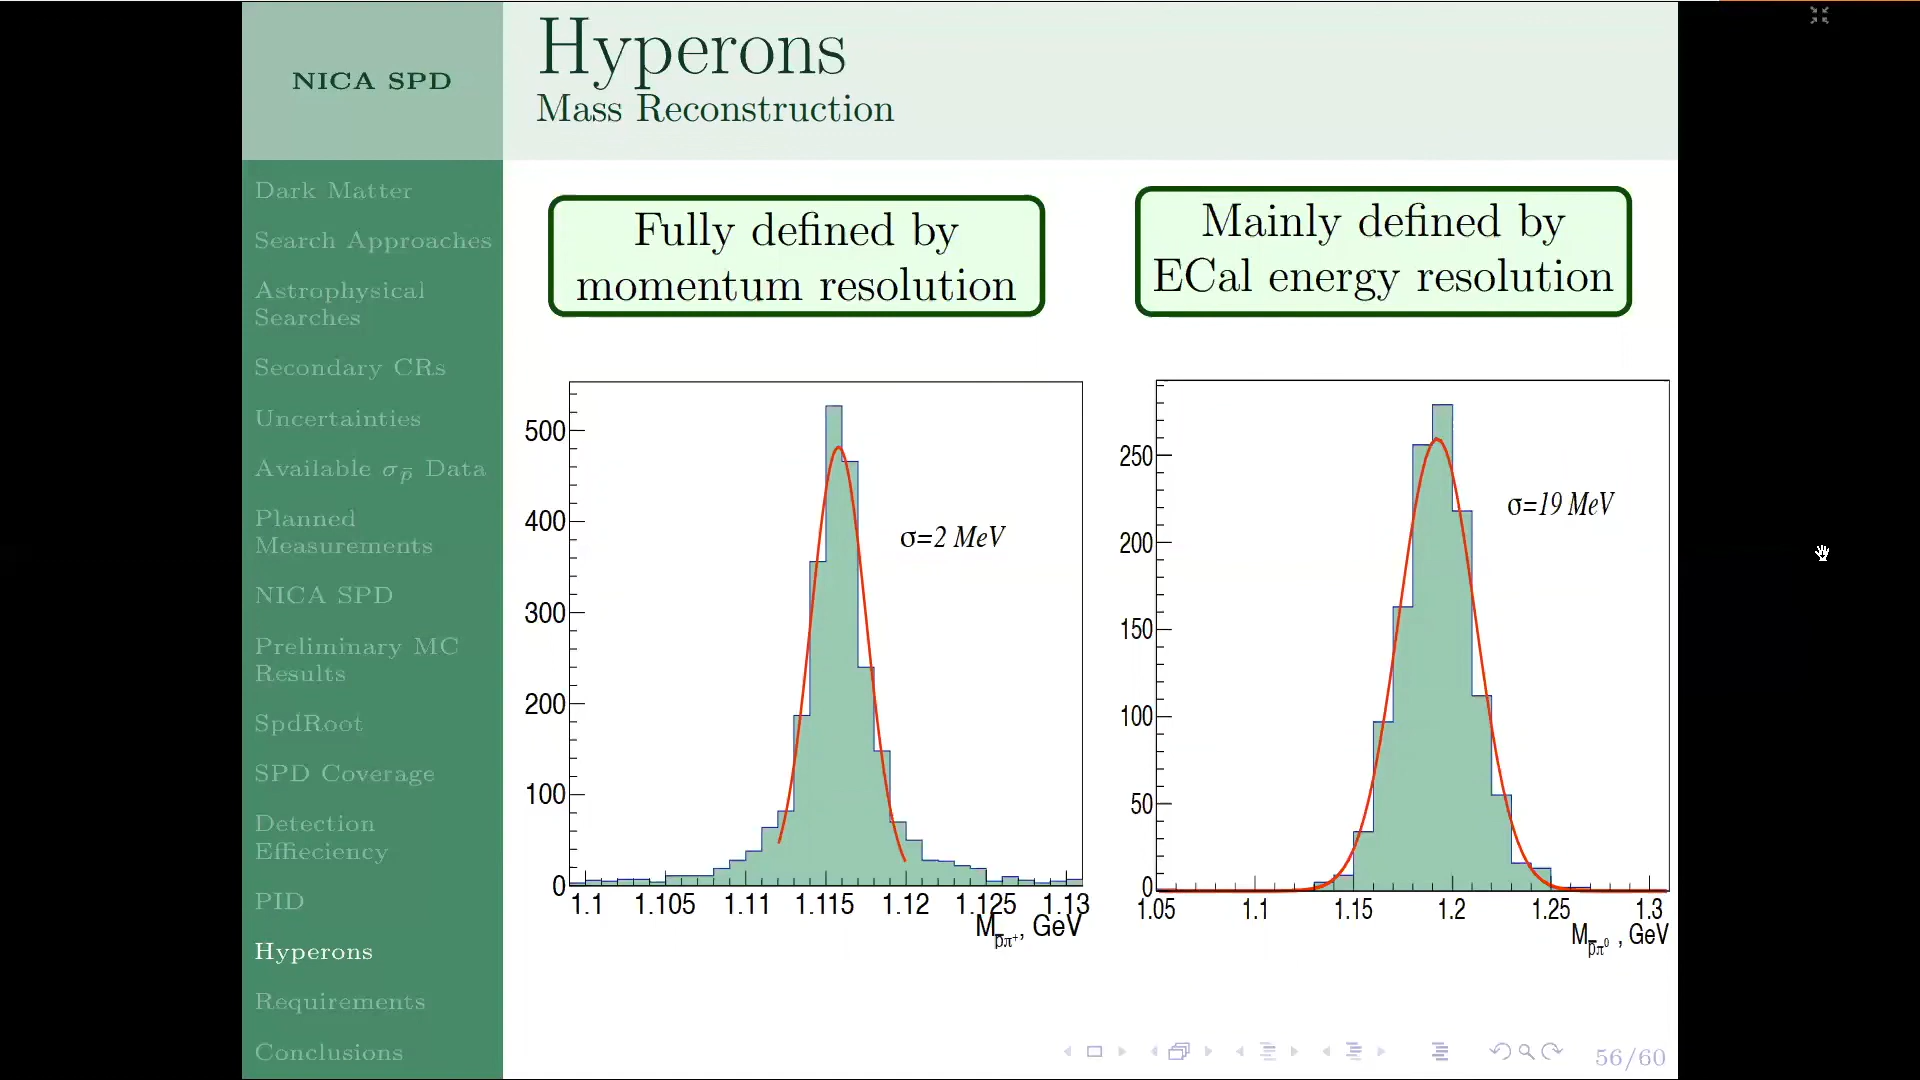 NICA SPD
Hyperons
Mass Reconstruction
Dark Matter
Search Approaches
Astrophysical
Searches
Secondary CRs
Uncertainties
Available σp̅ Data
Planned
Measurements
NICA SPD
Preliminary MC
Results
SpdRoot
SPD Coverage
Detection
Effieciency
PID
Hyperons
Requirements
Conclusions
Fully defined by
momentum resolution
Mainly defined by
ECal energy resolution
500
400
300
200
100
0
σ=2 MeV
1.1 1.105 1.11 1.115 1.12 1.125 1.13
Mp̅π⁺, GeV
250
200
150
100
50
0
σ=19 MeV
1.05 1.1 1.15 1.2 1.25 1.3
Mp̅π⁰ , GeV
56/60